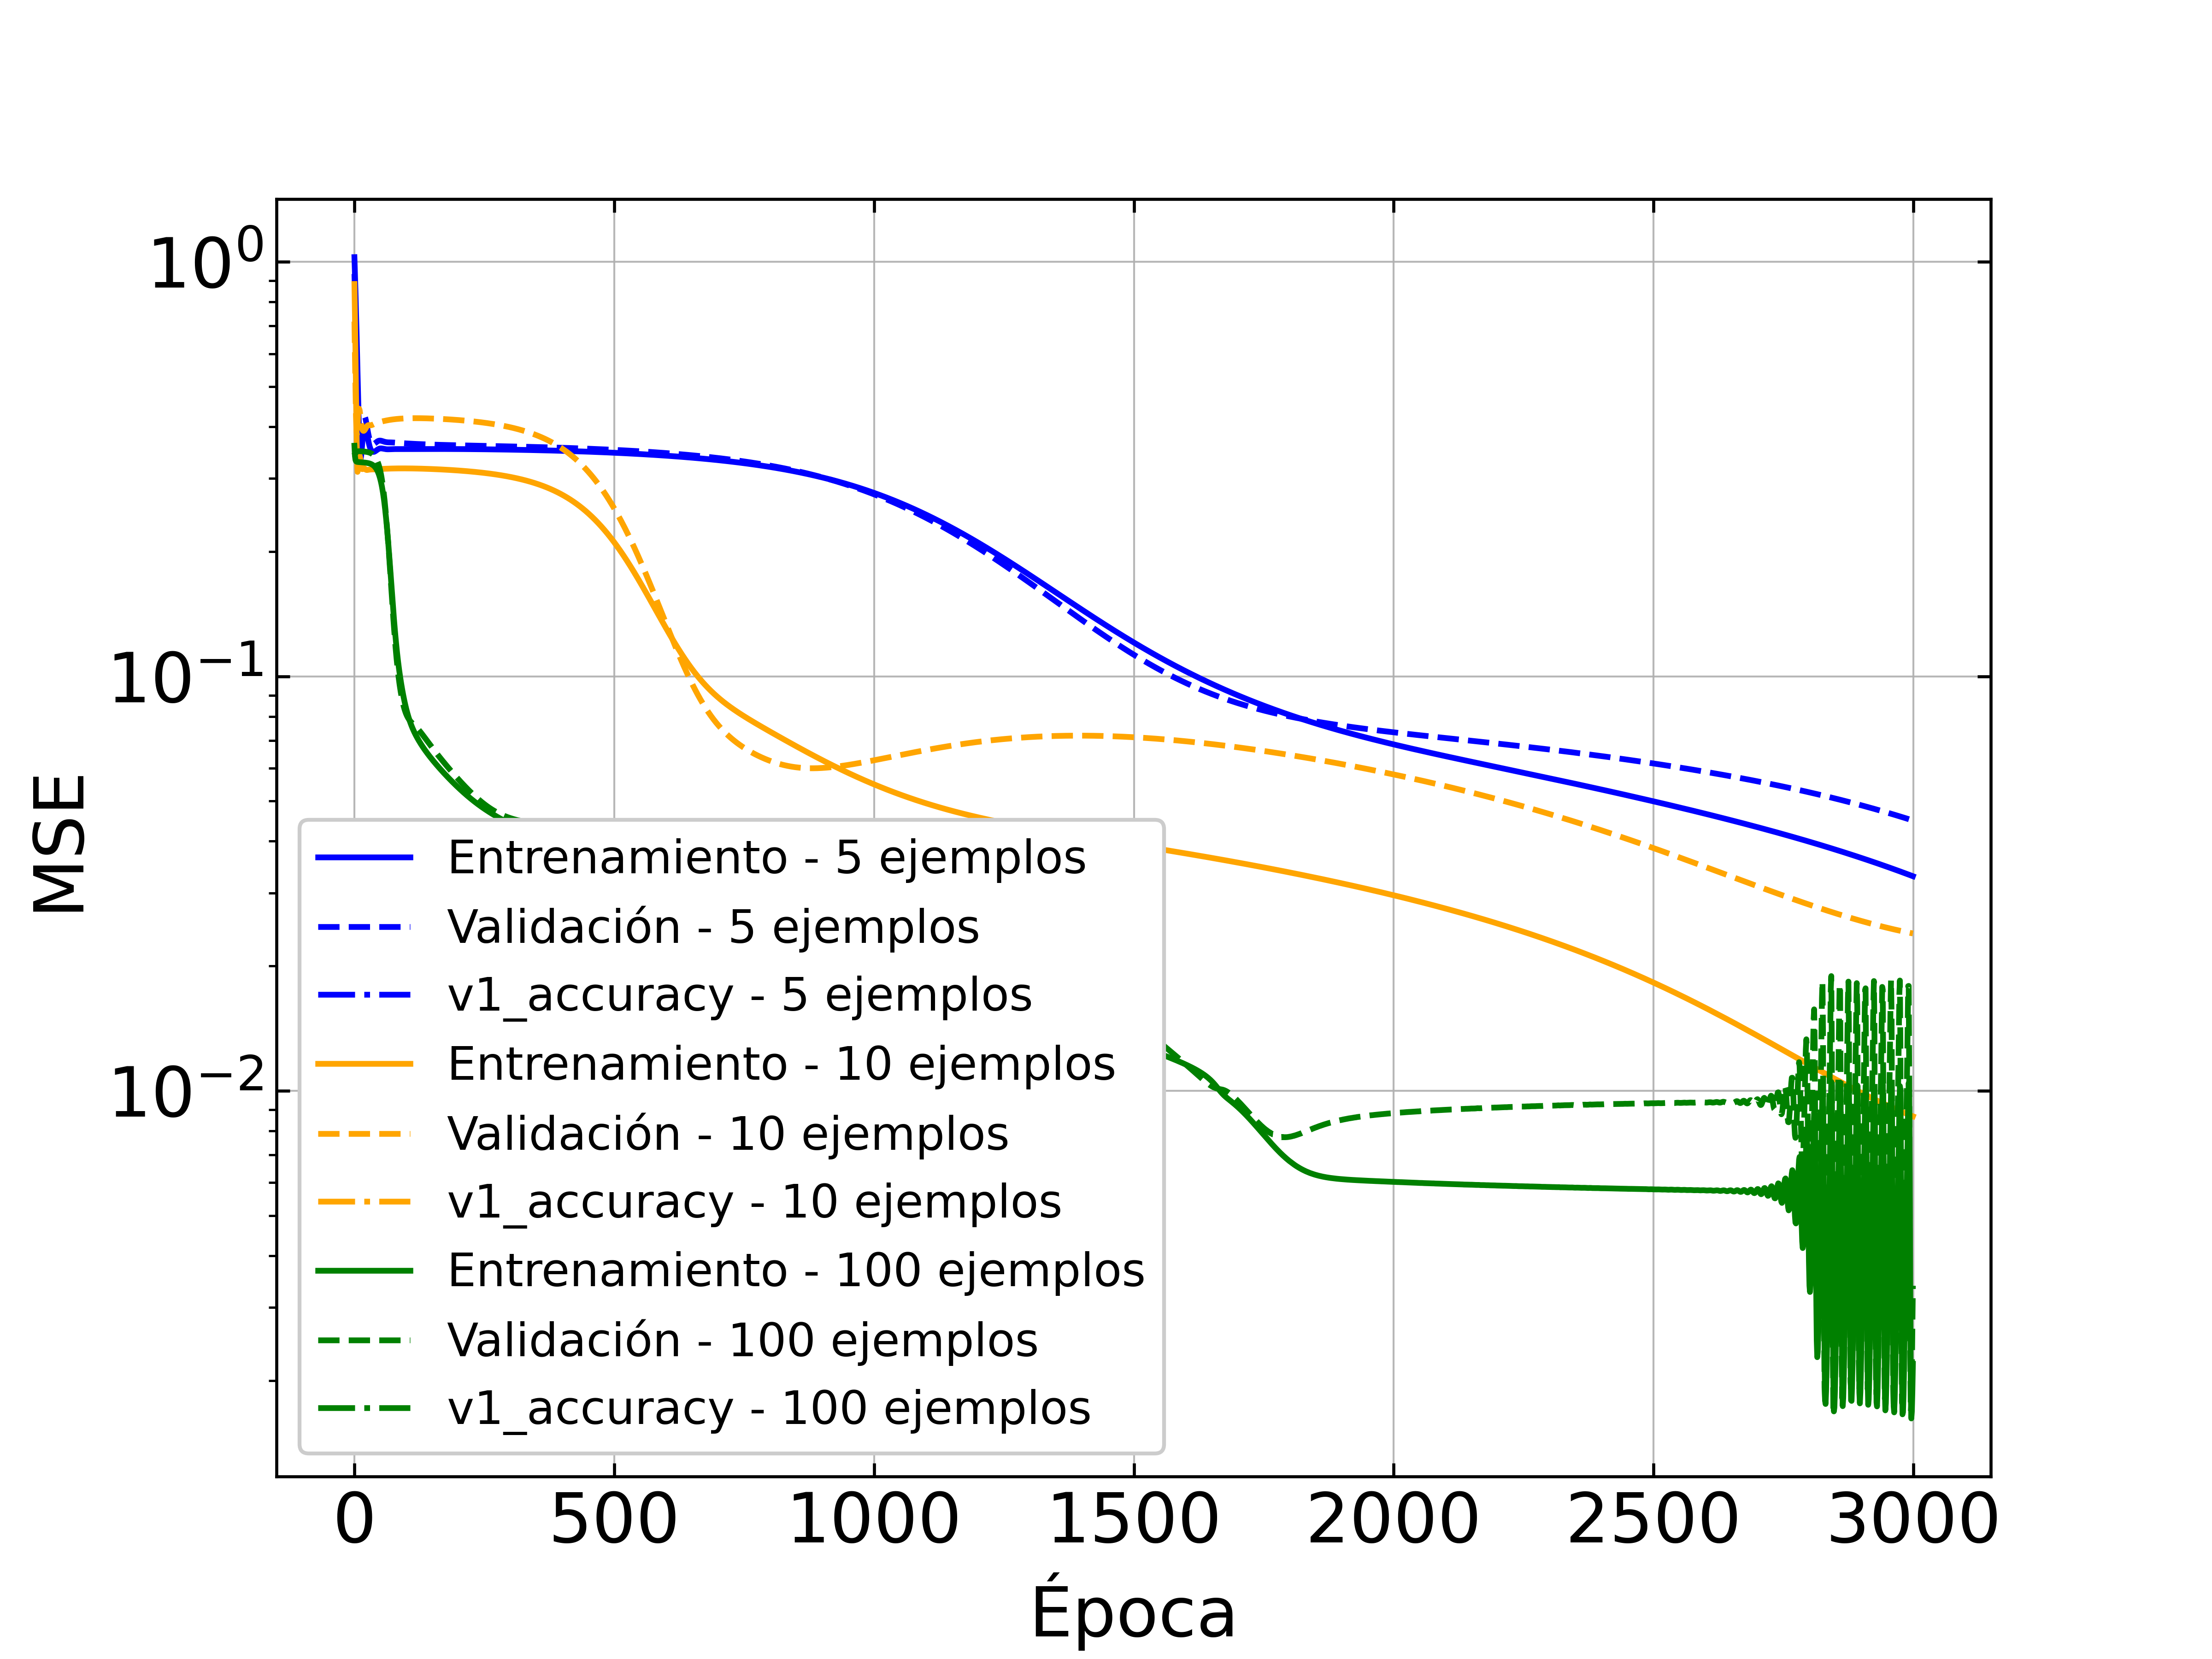 10⁰
10⁻¹
10⁻²
MSE
Entrenamiento - 5 ejemplos
Validación - 5 ejemplos
v1_accuracy - 5 ejemplos
Entrenamiento - 10 ejemplos
Validación - 10 ejemplos
v1_accuracy - 10 ejemplos
Entrenamiento - 100 ejemplos
Validación - 100 ejemplos
v1_accuracy - 100 ejemplos
0 500 1000 1500 2000 2500 3000
Época